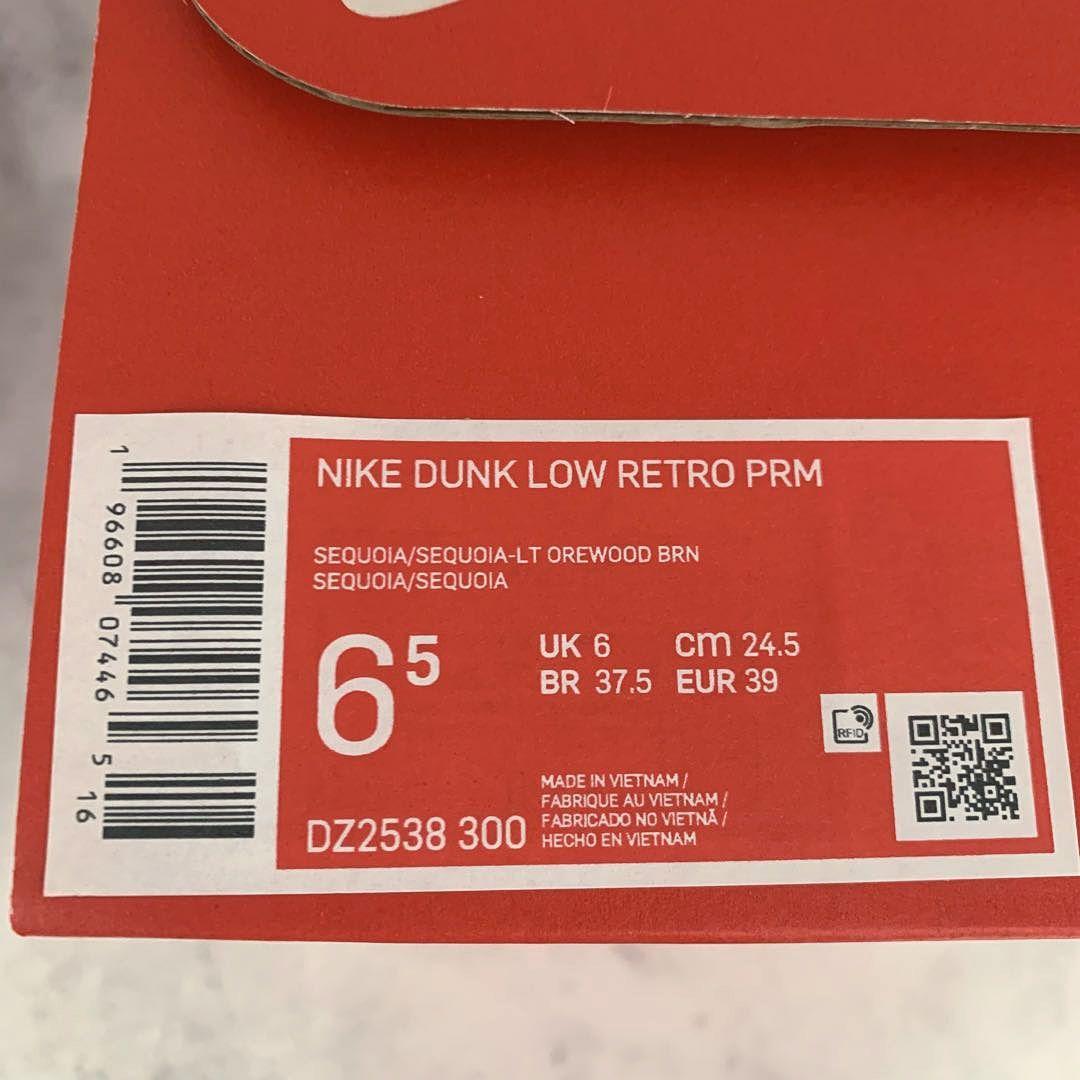 NIKE DUNK LOW RETRO PRM
SEQUOIA/SEQUOIA-LT OREWOOD BRN
SEQUOIA/SEQUOIA
6⁵
UK 6 cm 24.5
BR 37.5 EUR 39
RFID
DZ2538 300
MADE IN VIETNAM /
FABRIQUE AU VIETNAM /
FABRICADO NO VIETNÃ /
HECHO EN VIETNAM
1 96608 07446 5 16